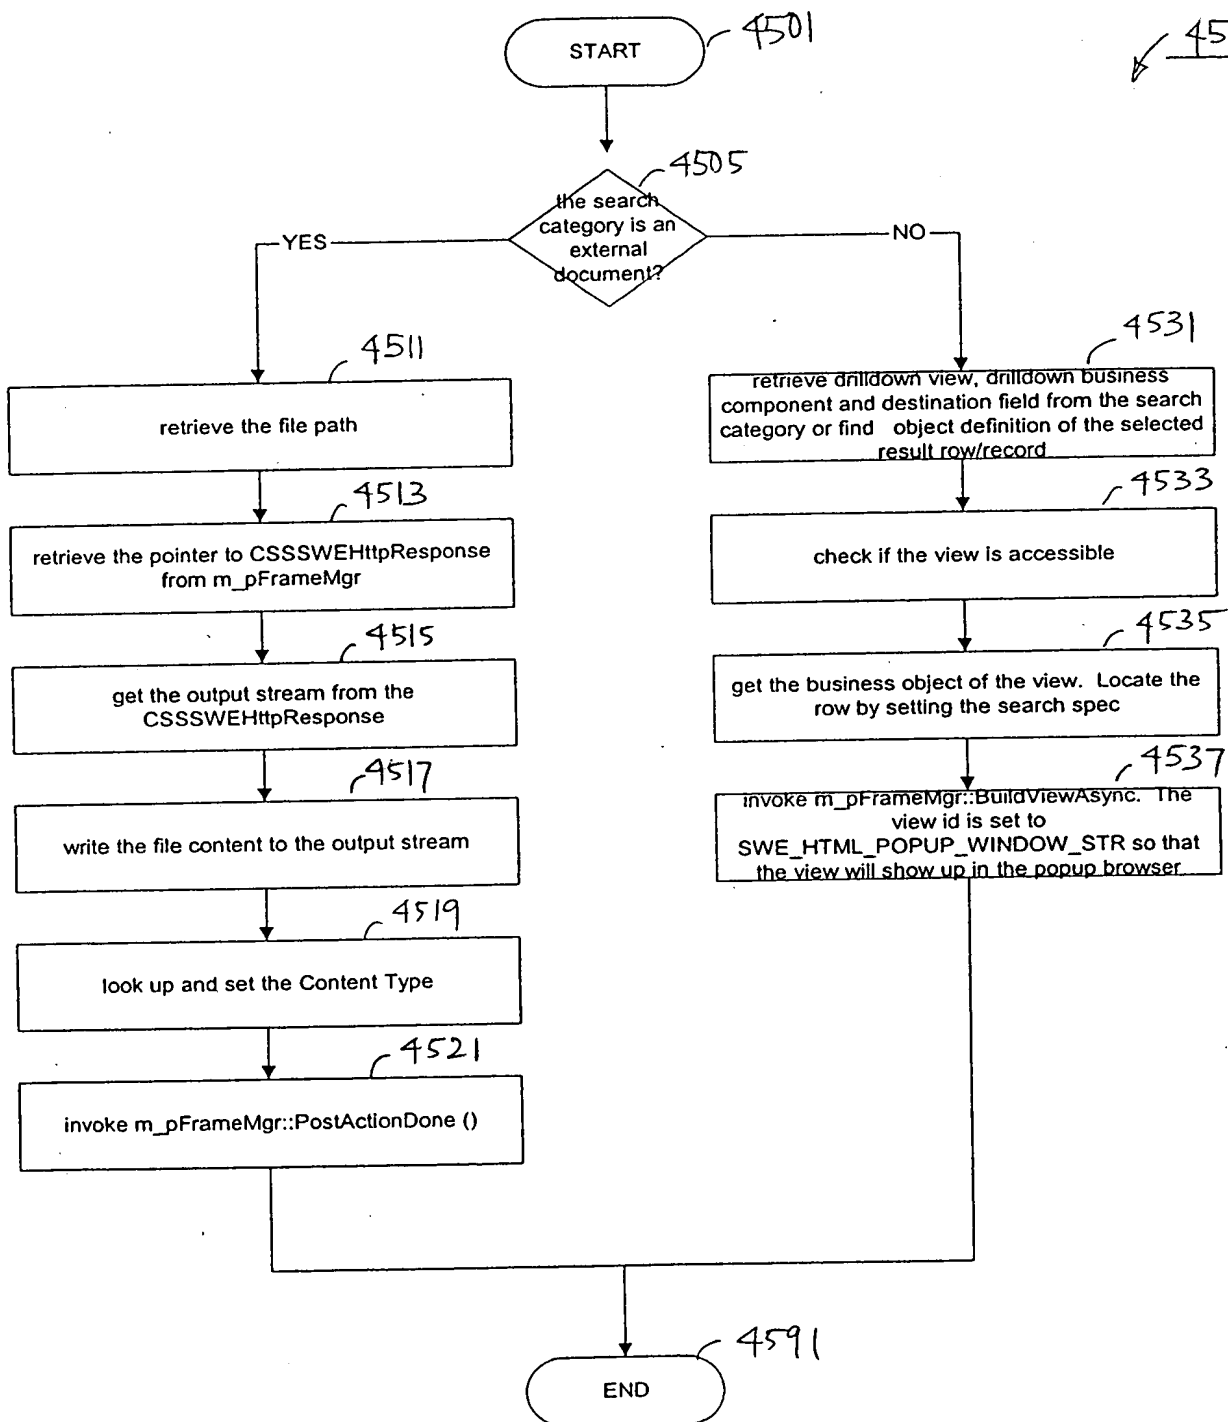 START
4501
45
4505
the search
category is an
external
document?
YES
NO
4511
retrieve the file path
4513
retrieve the pointer to CSSSWEHttpResponse
from m_pFrameMgr
4515
get the output stream from the
CSSSWEHttpResponse
4517
write the file content to the output stream
4519
look up and set the Content Type
4521
invoke m_pFrameMgr::PostActionDone ()
4531
retrieve drilldown view, drilldown business
component and destination field from the search
category or find object definition of the selected
result row/record
4533
check if the view is accessible
4535
get the business object of the view. Locate the
row by setting the search spec
4537
invoke m_pFrameMgr::BuildViewAsync. The
view id is set to
SWE_HTML_POPUP_WINDOW_STR so that
the view will show up in the popup browser
4591
END